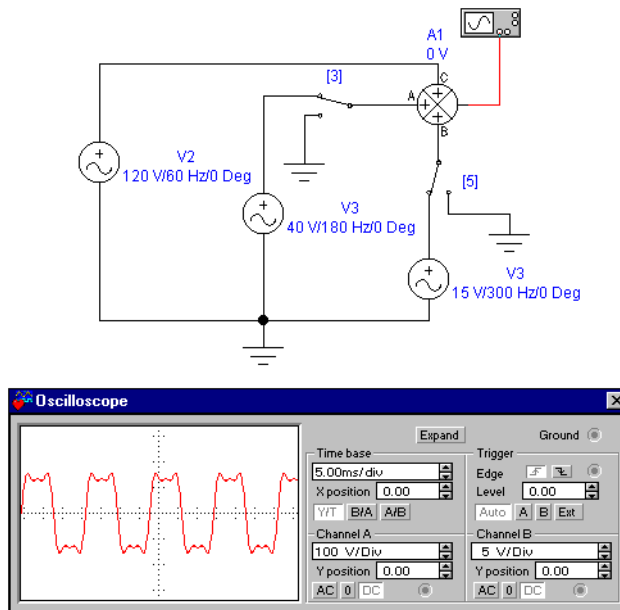 A1
0 V
[3]
C
A
B
V2
120 V/60 Hz/0 Deg
[5]
V3
40 V/180 Hz/0 Deg
V3
15 V/300 Hz/0 Deg
Oscilloscope
Expand
Ground
Time base
5.00ms/div
X position 0.00
Y/T B/A A/B
Trigger
Edge
Level 0.00
Auto A B Ext
Channel A
100 V/Div
Y position 0.00
AC 0 DC
Channel B
5 V/Div
Y position 0.00
AC 0 DC